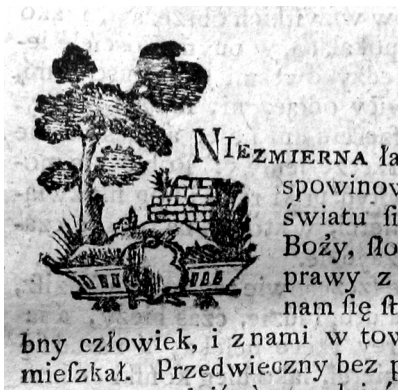 NIEZMIERNA ła
spowinow
światu ſi
Boży, ſło
prawy z
nam ſię ſt
bny człowiek, i znami w tow
mieſzkał. Przedwieczny bez p